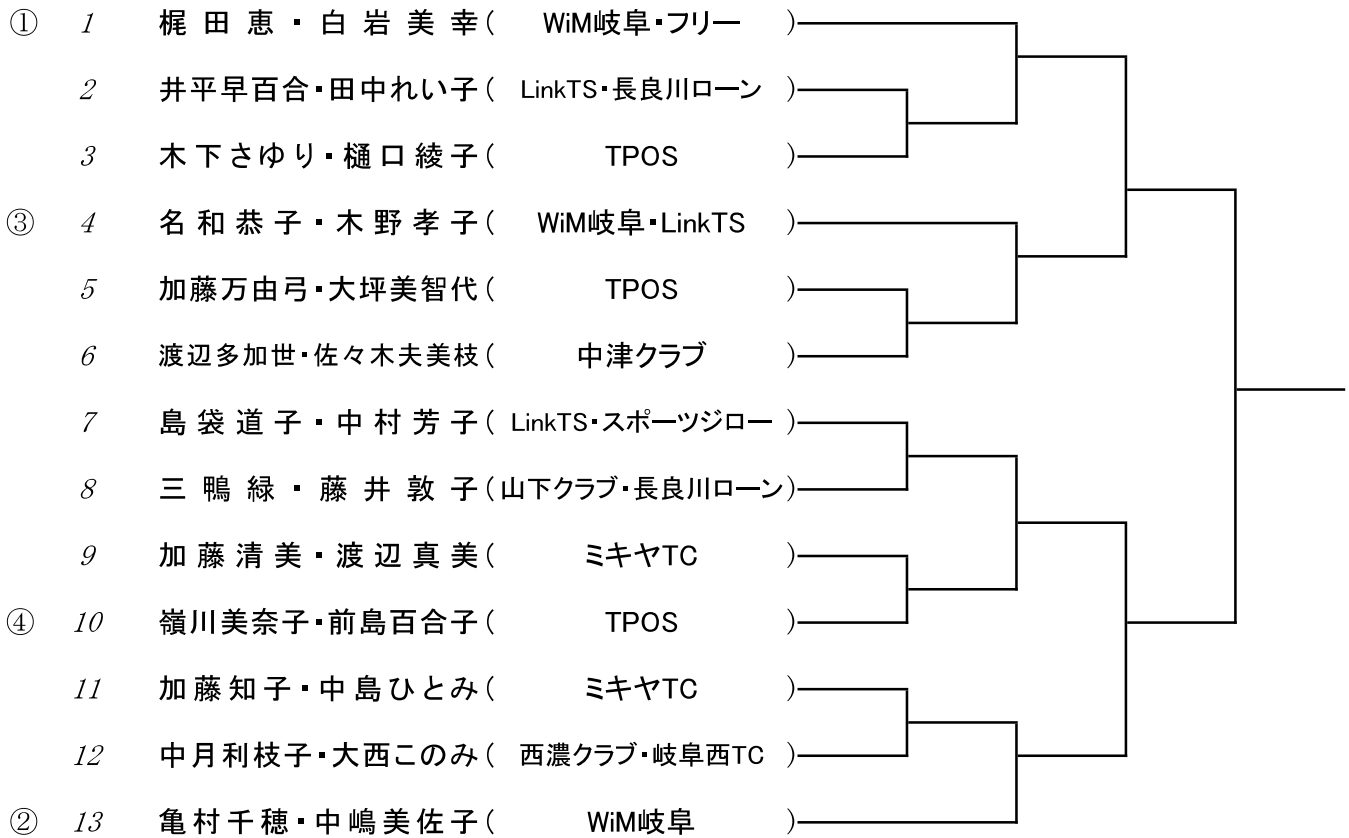 ① 1 梶田恵・白岩美幸( WiM岐阜・フリー )
2 井平早百合・田中れい子( LinkTS・長良川ローン )
3 木下さゆり・樋口綾子( TPOS )
③ 4 名和恭子・木野孝子( WiM岐阜・LinkTS )
5 加藤万由弓・大坪美智代( TPOS )
6 渡辺多加世・佐々木夫美枝( 中津クラブ )
7 島袋道子・中村芳子( LinkTS・スポーツジロー )
8 三鴨緑・藤井敦子(山下クラブ・長良川ローン)
9 加藤清美・渡辺真美( ミキヤTC )
④ 10 嶺川美奈子・前島百合子( TPOS )
11 加藤知子・中島ひとみ( ミキヤTC )
12 中月利枝子・大西このみ( 西濃クラブ・岐阜西TC )
② 13 亀村千穂・中嶋美佐子( WiM岐阜 )